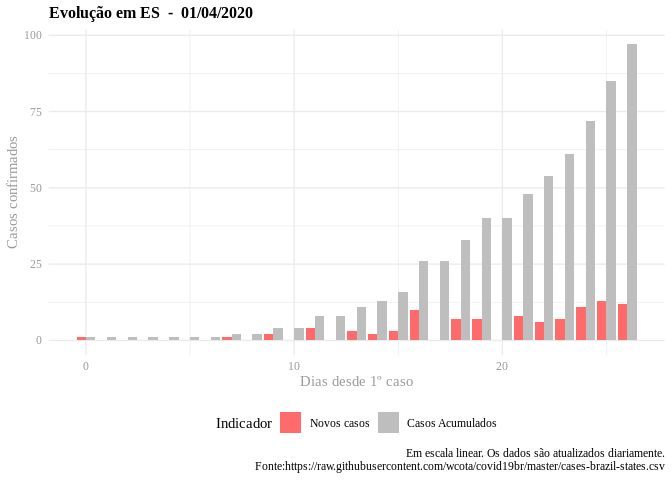 Evolução em ES  -  01/04/2020
100
75
50
25
0
Casos confirmados
0
10
20
Dias desde 1º caso
Indicador
Novos casos
Casos Acumulados
Em escala linear. Os dados são atualizados diariamente.
Fonte:https://raw.githubusercontent.com/wcota/covid19br/master/cases-brazil-states.csv